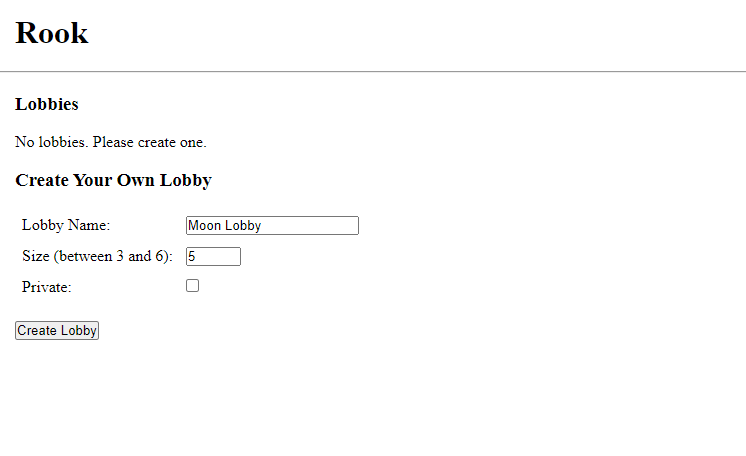 Rook
Lobbies
No lobbies. Please create one.
Create Your Own Lobby
Lobby Name: Moon Lobby
Size (between 3 and 6): 5
Private:
Create Lobby